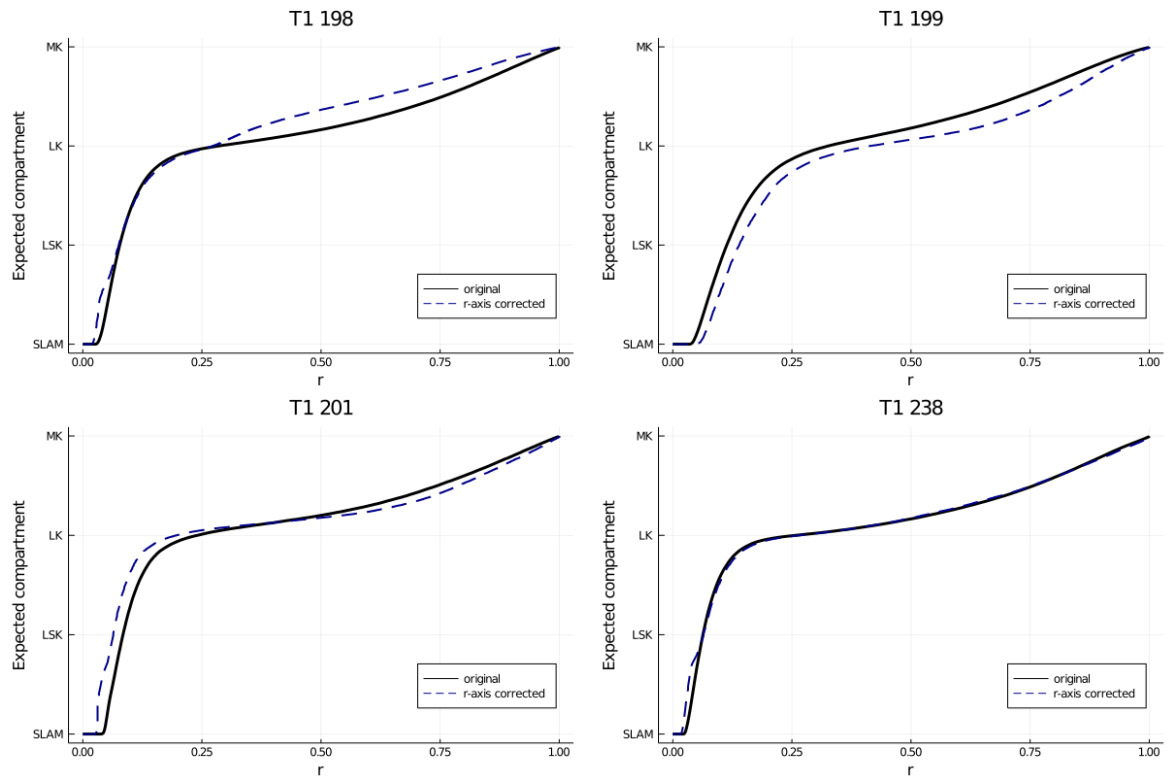 T1 198
MK
LK
LSK
SLAM
Expected compartment
original
r-axis corrected
0.00 0.25 0.50 0.75 1.00
r
T1 199
MK
LK
LSK
SLAM
Expected compartment
original
r-axis corrected
0.00 0.25 0.50 0.75 1.00
r
T1 201
MK
LK
LSK
SLAM
Expected compartment
original
r-axis corrected
0.00 0.25 0.50 0.75 1.00
r
T1 238
MK
LK
LSK
SLAM
Expected compartment
original
r-axis corrected
0.00 0.25 0.50 0.75 1.00
r